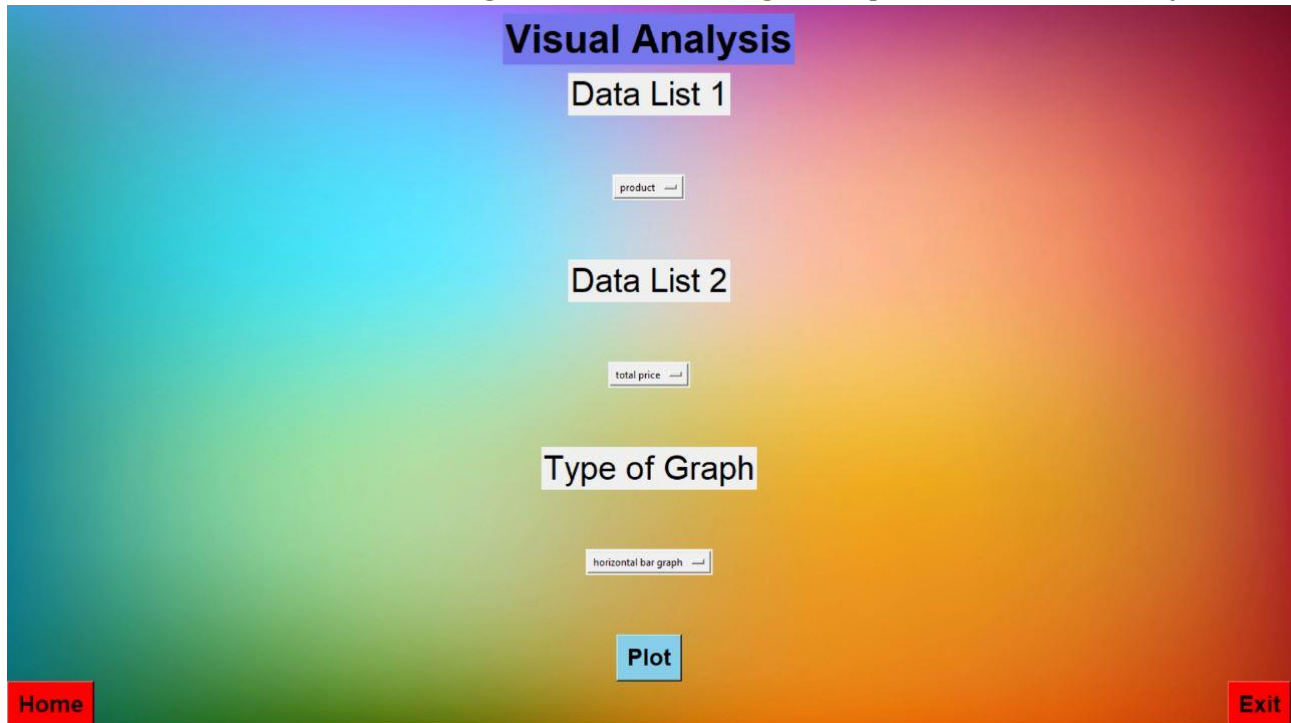 Visual Analysis
Data List 1
product
Data List 2
total price
Type of Graph
horizontal bar graph
Plot
Home
Exit